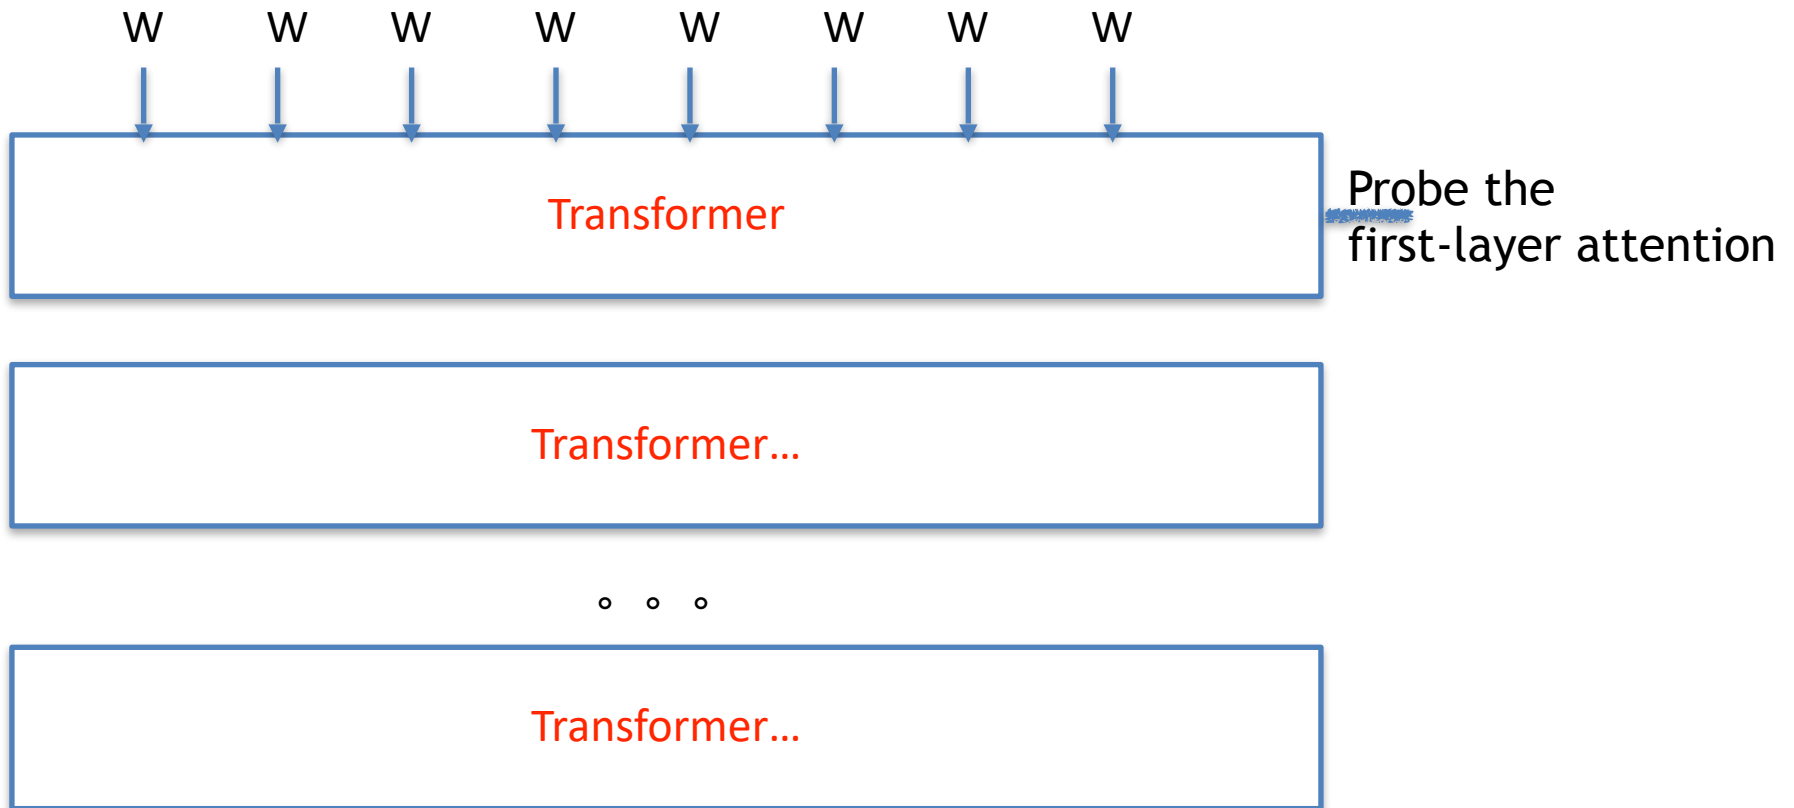 W W W W W W W W
Transformer
Probe the
first-layer attention
Transformer...
Transformer...